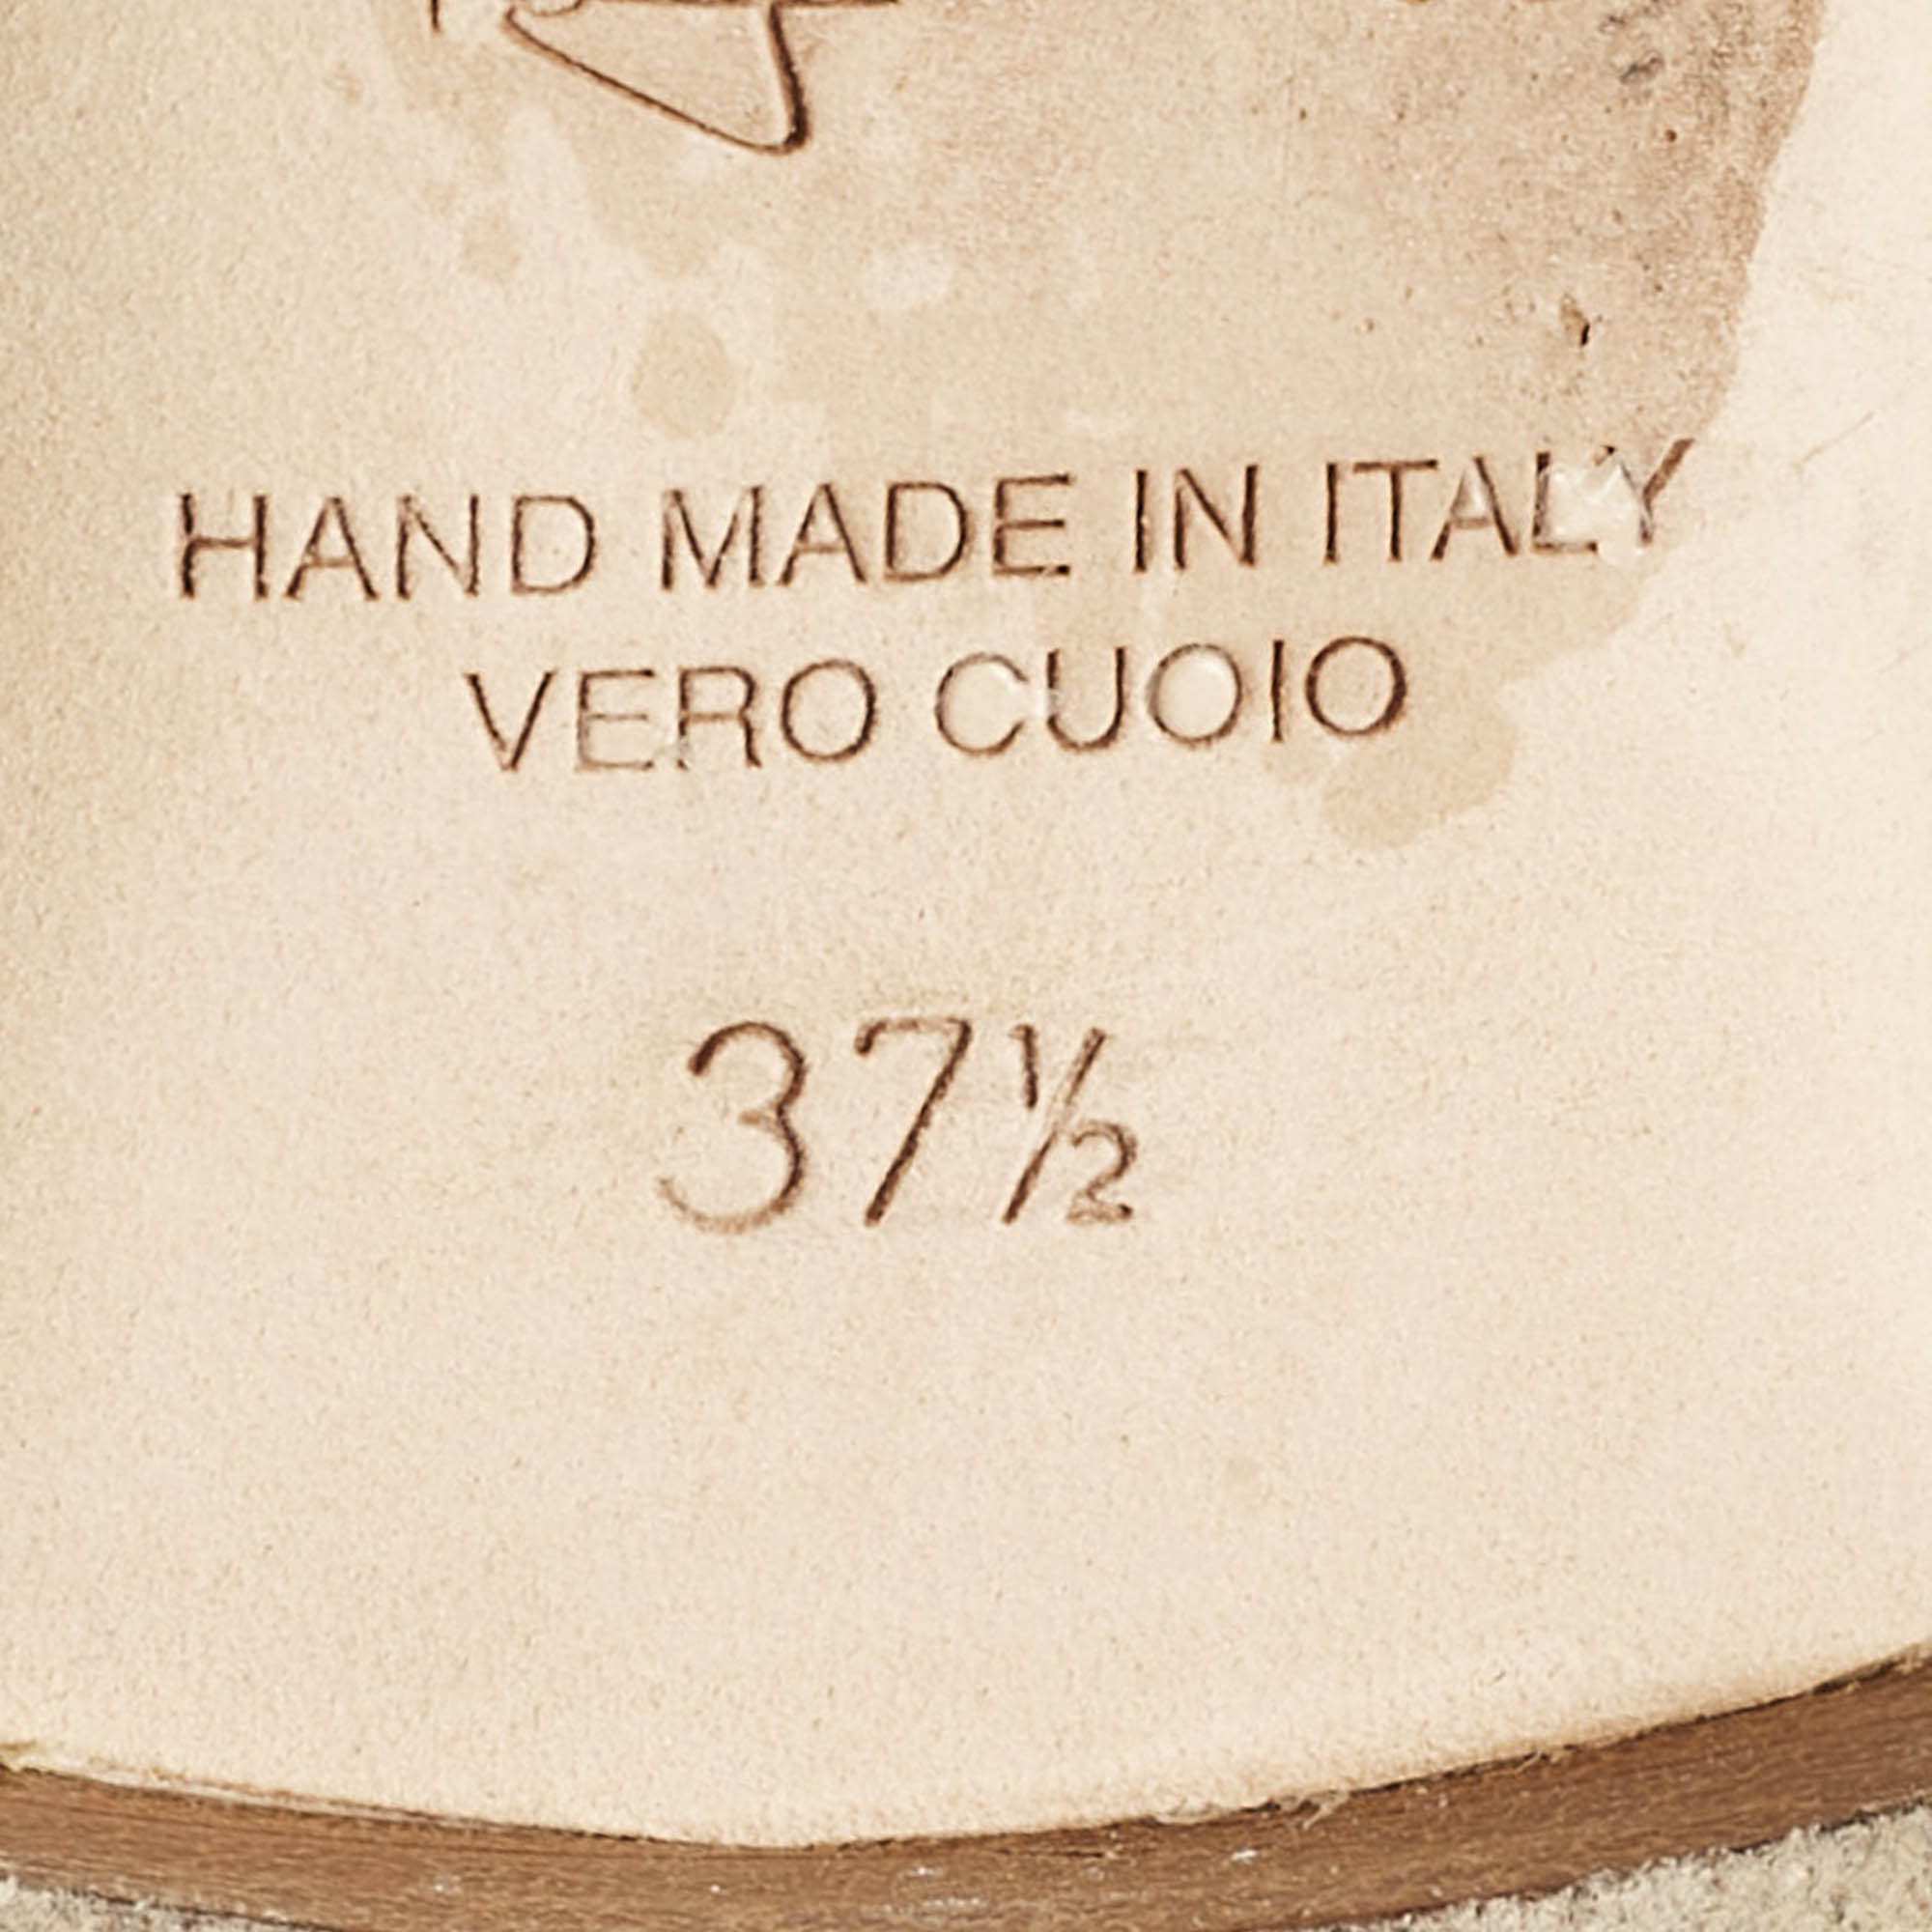 HAND MADE IN ITALY
VERO CUOIO
37½